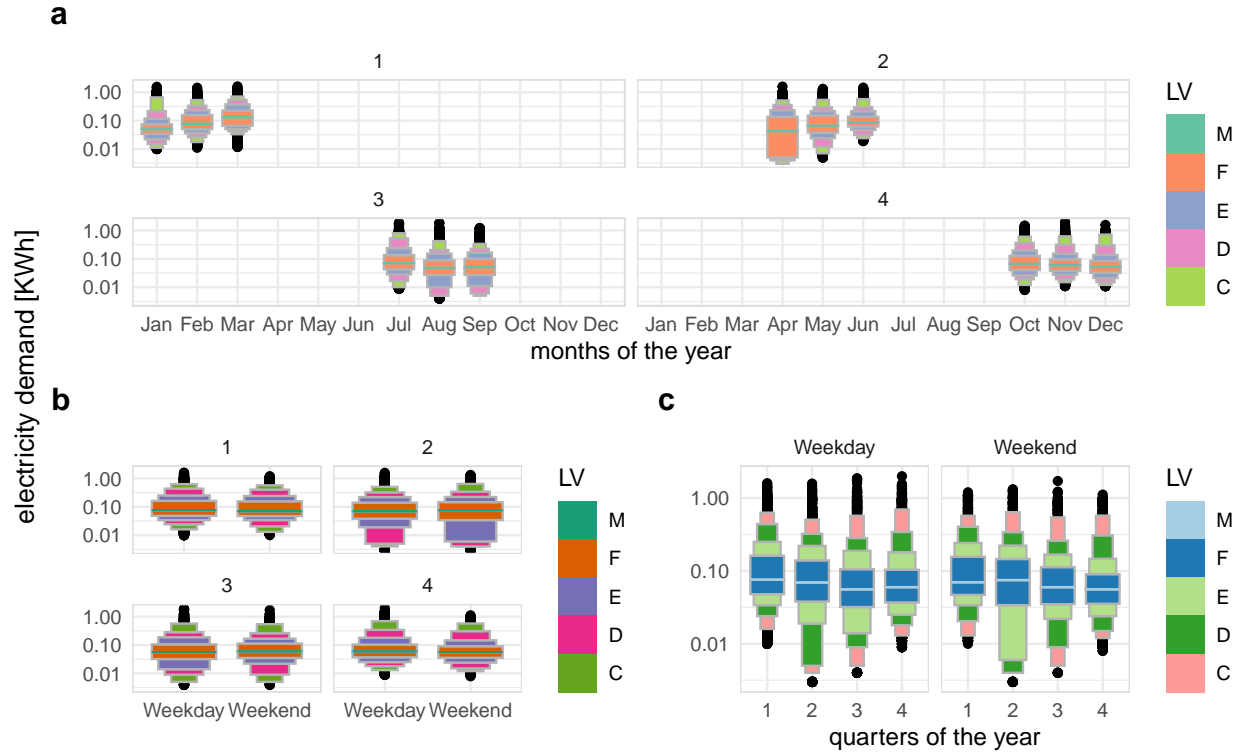 a
1 2
1.00
0.10
0.01
3 4
1.00
0.10
0.01
Jan Feb Mar Apr May Jun Jul Aug Sep Oct Nov Dec Jan Feb Mar Apr May Jun Jul Aug Sep Oct Nov Dec
months of the year
LV
M
F
E
D
C
electricity demand [KWh]
b
1 2
1.00
0.10
0.01
3 4
1.00
0.10
0.01
Weekday Weekend Weekday Weekend
LV
M
F
E
D
C
c
Weekday Weekend
1.00
0.10
0.01
1 2 3 4 1 2 3 4
quarters of the year
LV
M
F
E
D
C